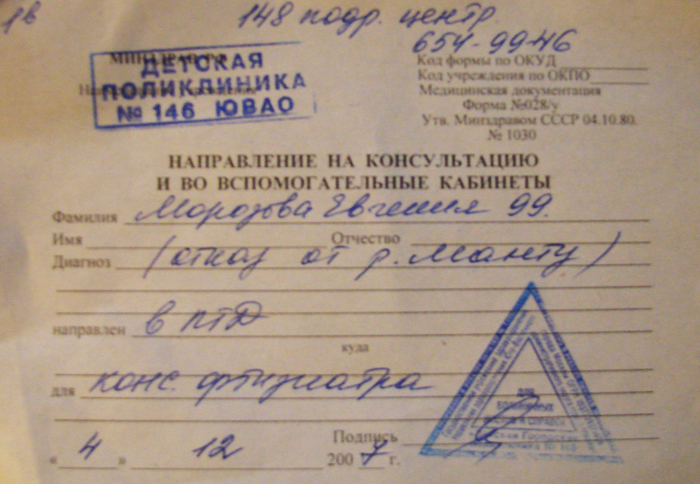 1в 148 подр. центр.
654-99-46
МИНЗДРАВ
Код формы по ОКУД
ДЕТСКАЯ
ПОЛИКЛИНИКА
№ 146 ЮВАО
Код учреждения по ОКПО
Медицинская документация
Форма №028/у
Утв. Минздравом СССР 04.10.80.
№ 1030
НАПРАВЛЕНИЕ НА КОНСУЛЬТАЦИЮ
И ВО ВСПОМОГАТЕЛЬНЫЕ КАБИНЕТЫ
Фамилия Морозова Евгения 99.
Имя Отчество
Диагноз (отказ от р. Манту)
направлен в ПТД
куда
для конс. фтизиатра
Подпись
« 4 » 12 2007 г.
ДЛЯ